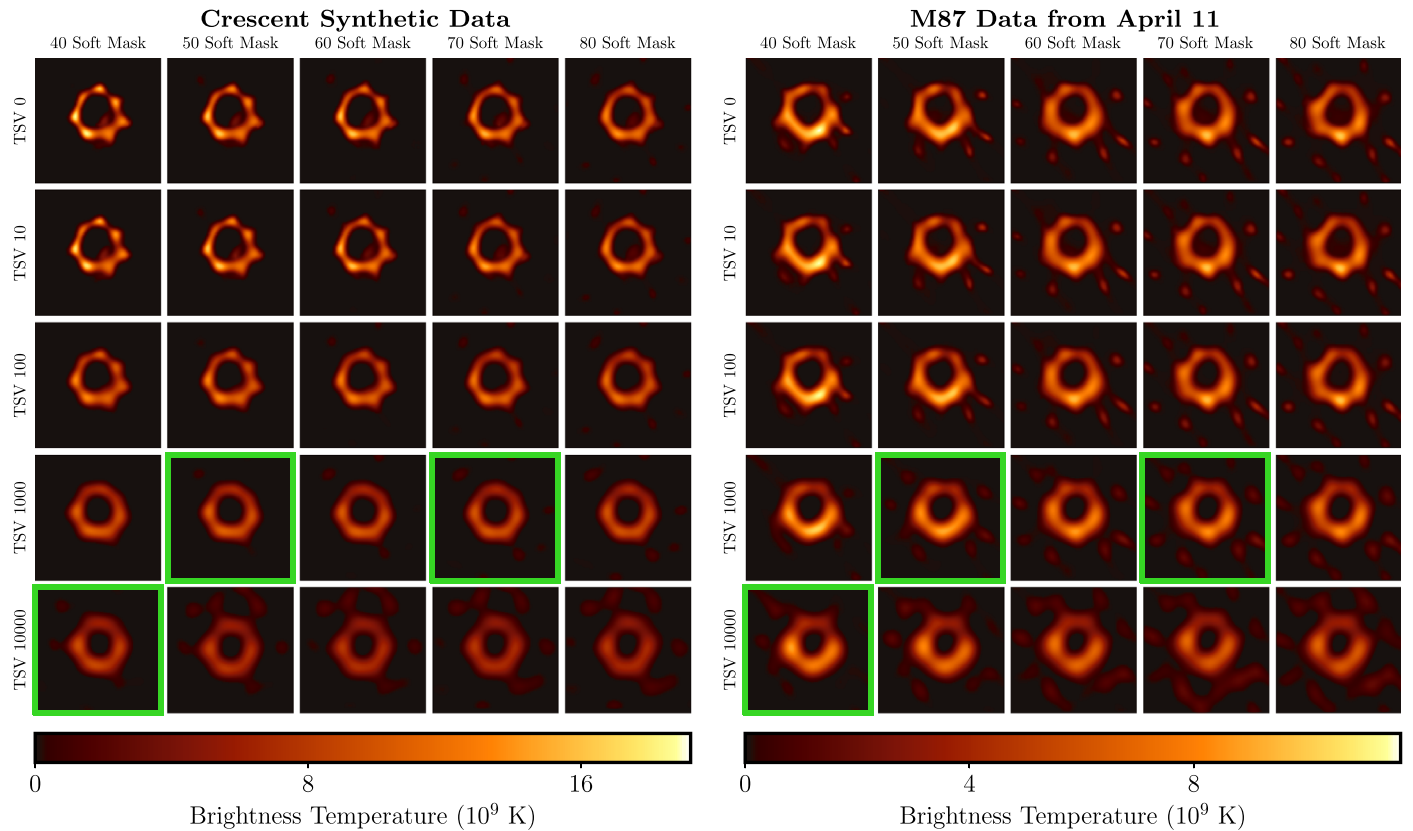 Crescent Synthetic Data
M87 Data from April 11
40 Soft Mask 50 Soft Mask 60 Soft Mask 70 Soft Mask 80 Soft Mask
40 Soft Mask 50 Soft Mask 60 Soft Mask 70 Soft Mask 80 Soft Mask
TSV 0
TSV 0
TSV 10
TSV 10
TSV 100
TSV 100
TSV 1000
TSV 1000
TSV 10000
TSV 10000
0 8 16
0 4 8
Brightness Temperature (10⁹ K)
Brightness Temperature (10⁹ K)